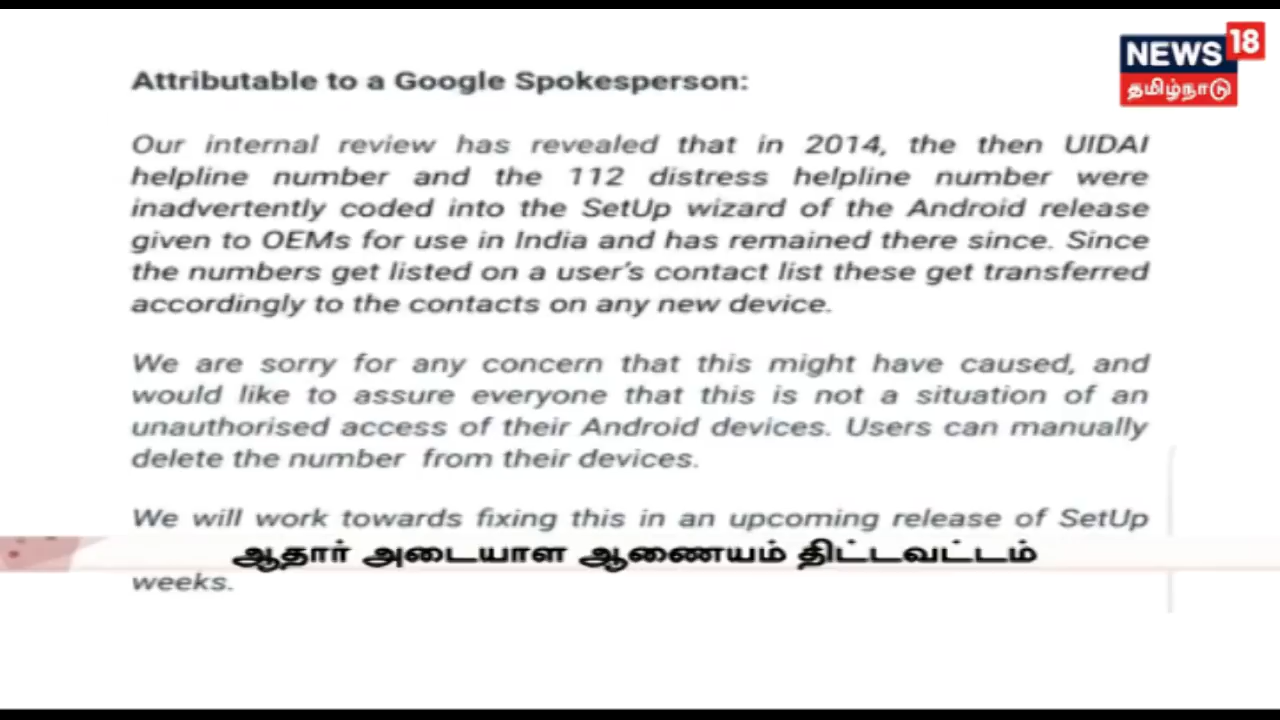 NEWS 18
தமிழ்நாடு
Attributable to a Google Spokesperson:
Our internal review has revealed that in 2014, the then UIDAI
helpline number and the 112 distress helpline number were
inadvertently coded into the SetUp wizard of the Android release
given to OEMs for use in India and has remained there since. Since
the numbers get listed on a user's contact list these get transferred
accordingly to the contacts on any new device.
We are sorry for any concern that this might have caused, and
would like to assure everyone that this is not a situation of an
unauthorised access of their Android devices. Users can manually
delete the number from their devices.
We will work towards fixing this in an upcoming release of SetUp
ஆதார் அடையாள ஆணையம் திட்டவட்டம்
weeks.